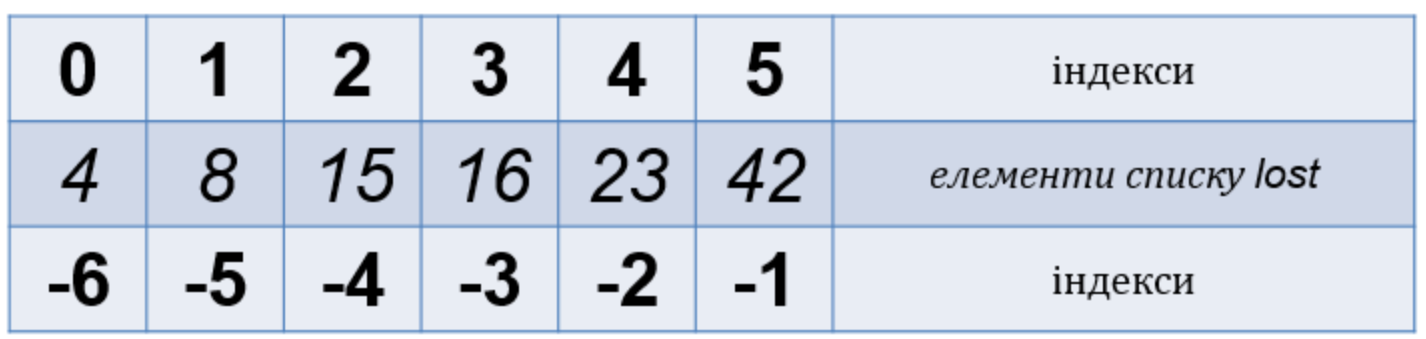 0 1 2 3 4 5 індекси
4 8 15 16 23 42 елементи списку lost
-6 -5 -4 -3 -2 -1 індекси